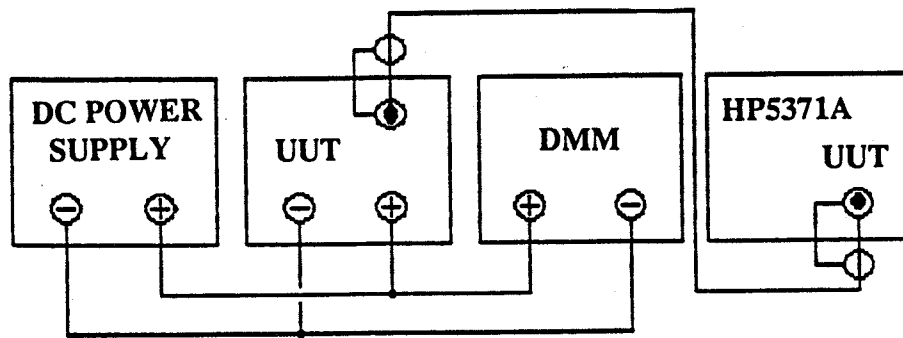 DC POWER
SUPPLY
UUT
DMM
HP5371A
UUT
− +
− +
+ −